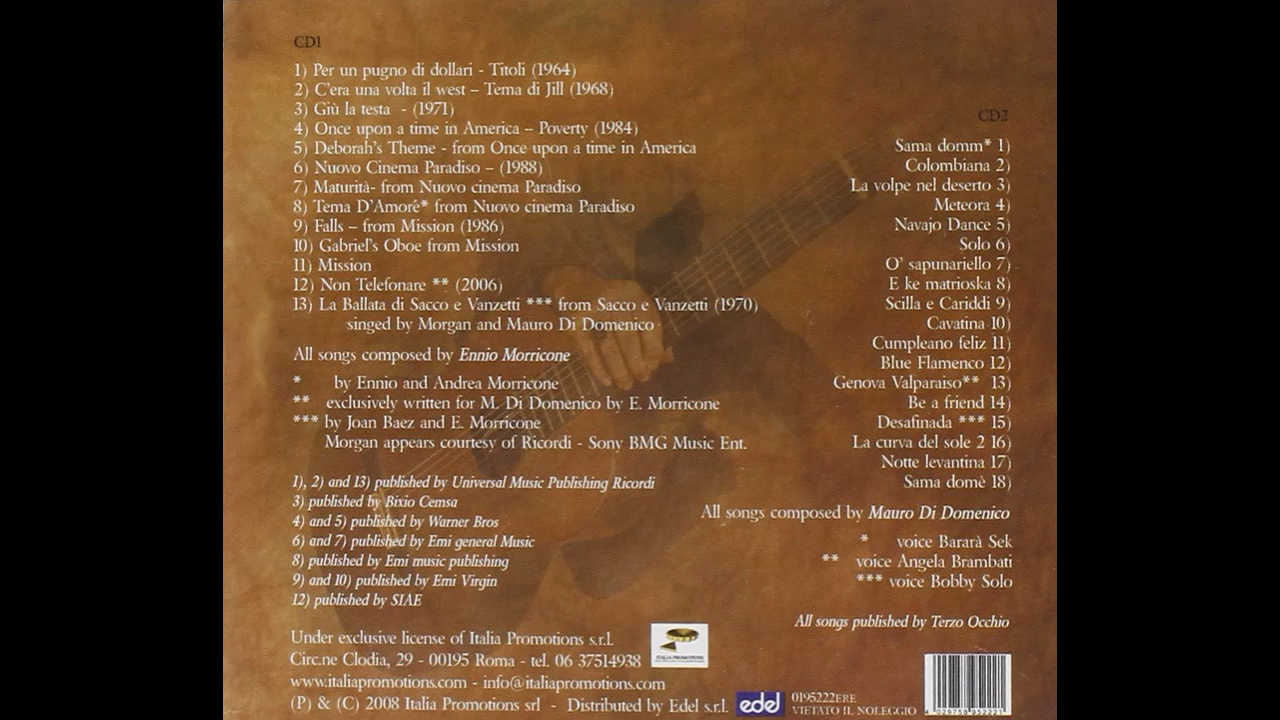 CD1
1) Per un pugno di dollari - Titoli (1964)
2) C'era una volta il west – Tema di Jill (1968)
3) Giù la testa - (1971)
4) Once upon a time in America – Poverty (1984)
5) Deborah's Theme - from Once upon a time in America
6) Nuovo Cinema Paradiso – (1988)
7) Maturità- from Nuovo cinema Paradiso
8) Tema D'Amoré* from Nuovo cinema Paradiso
9) Falls – from Mission (1986)
10) Gabriel's Oboe from Mission
11) Mission
12) Non Telefonare ** (2006)
13) La Ballata di Sacco e Vanzetti *** from Sacco e Vanzetti (1970)
singed by Morgan and Mauro Di Domenico
All songs composed by Ennio Morricone
* by Ennio and Andrea Morricone
** exclusively written for M. Di Domenico by E. Morricone
*** by Joan Baez and E. Morricone
Morgan appears courtesy of Ricordi - Sony BMG Music Ent.
1), 2) and 13) published by Universal Music Publishing Ricordi
3) published by Bixio Cemsa
4) and 5) published by Warner Bros
6) and 7) published by Emi general Music
8) published by Emi music publishing
9) and 10) published by Emi Virgin
12) published by SIAE
Under exclusive license of Italia Promotions s.r.l.
Circ.ne Clodia, 29 - 00195 Roma - tel. 06 37514938
www.italiapromotions.com - info@italiapromotions.com
(P) & (C) 2008 Italia Promotions srl - Distributed by Edel s.r.l.
ITALIA PROMOTIONS
edel
CD2
Sama domm* 1)
Colombiana 2)
La volpe nel deserto 3)
Meteora 4)
Navajo Dance 5)
Solo 6)
O' sapunariello 7)
E ke matrioska 8)
Scilla e Cariddi 9)
Cavatina 10)
Cumpleano feliz 11)
Blue Flamenco 12)
Genova Valparaiso** 13)
Be a friend 14)
Desafinada *** 15)
La curva del sole 2 16)
Notte levantina 17)
Sama domè 18)
All songs composed by Mauro Di Domenico
* voice Bararà Sek
** voice Angela Brambati
*** voice Bobby Solo
All songs published by Terzo Occhio
0195222ERE
VIETATO IL NOLEGGIO